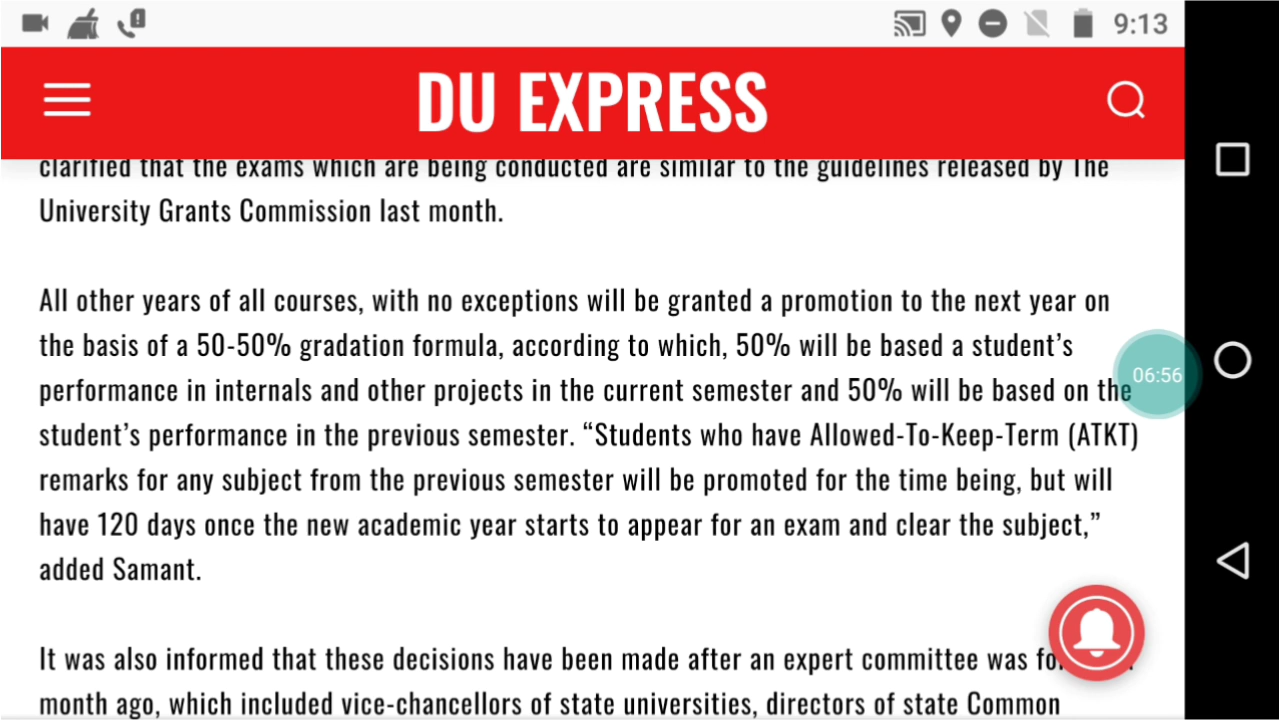 9:13
DU EXPRESS
clarified that the exams which are being conducted are similar to the guidelines released by The
University Grants Commission last month.
All other years of all courses, with no exceptions will be granted a promotion to the next year on
the basis of a 50-50% gradation formula, according to which, 50% will be based a student’s
performance in internals and other projects in the current semester and 50% will be based on the
06:56
student’s performance in the previous semester. “Students who have Allowed-To-Keep-Term (ATKT)
remarks for any subject from the previous semester will be promoted for the time being, but will
have 120 days once the new academic year starts to appear for an exam and clear the subject,”
added Samant.
It was also informed that these decisions have been made after an expert committee was
month ago, which included vice-chancellors of state universities, directors of state Common